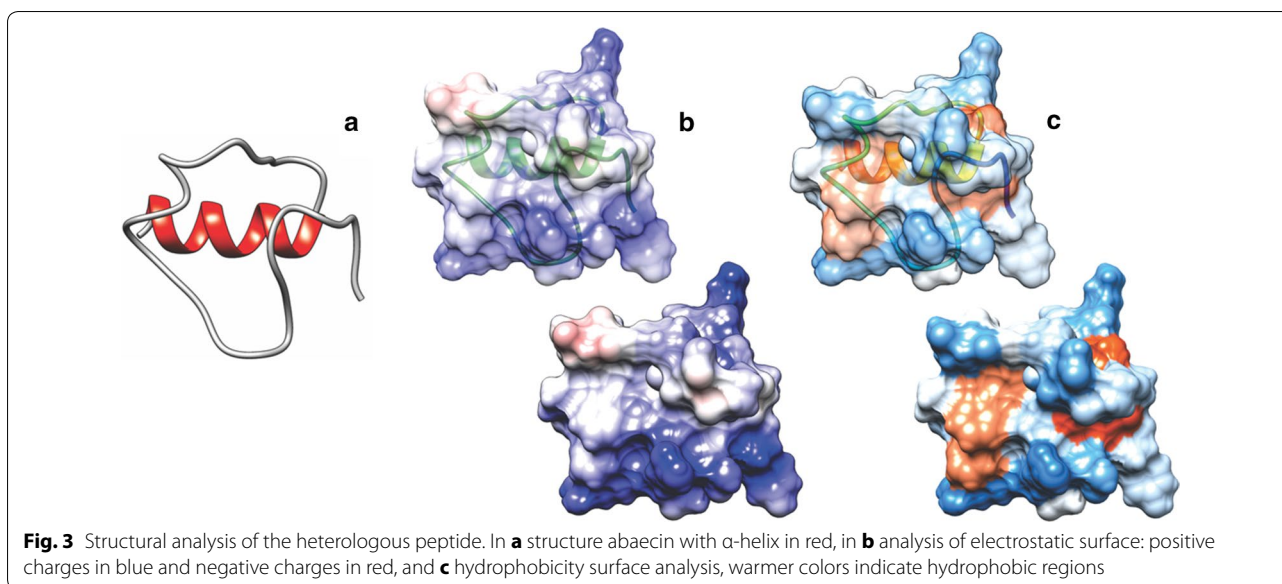 a
b
c
Fig. 3 Structural analysis of the heterologous peptide. In a structure abaecin with α-helix in red, in b analysis of electrostatic surface: positive
charges in blue and negative charges in red, and c hydrophobicity surface analysis, warmer colors indicate hydrophobic regions